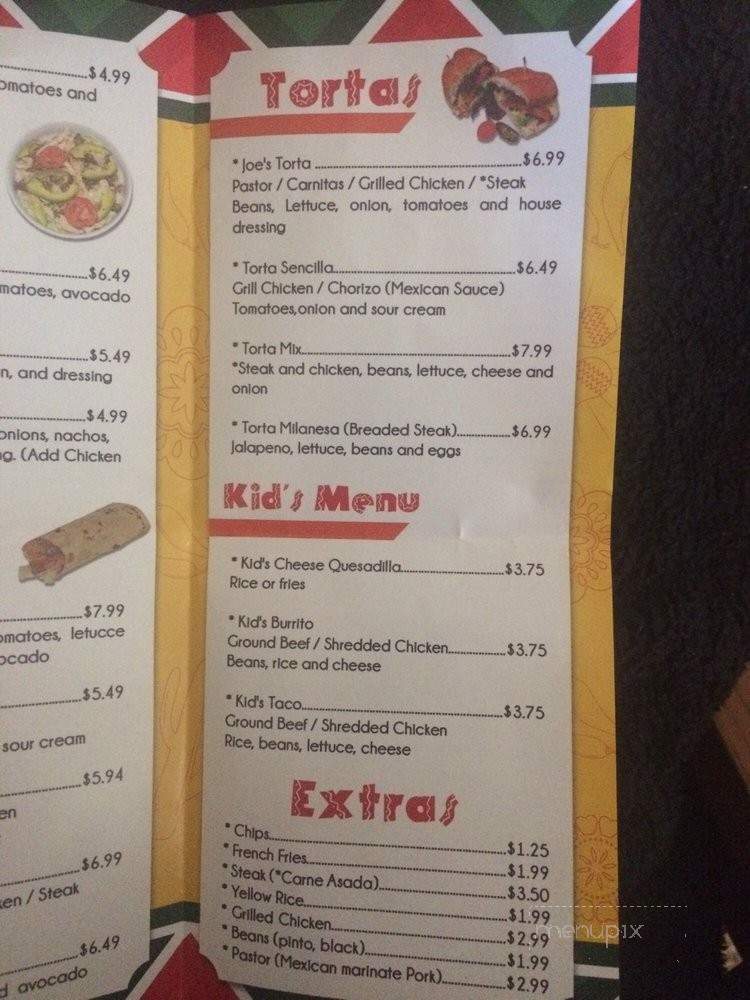 $4.99
omatoes and
$6.49
matoes, avocado
$5.49
n, and dressing
$4.99
onions, nachos,
ng. (Add Chicken
$7.99
omatoes, letucce
ocado
$5.49
sour cream
$5.94
en
$6.99
ken / Steak
$6.49
d avocado
Tortas
* Joe's Torta $6.99
Pastor / Carnitas / Grilled Chicken / *Steak
Beans, Lettuce, onion, tomatoes and house
dressing
* Torta Sencilla $6.49
Grill Chicken / Chorizo (Mexican Sauce)
Tomatoes,onion and sour cream
* Torta Mix $7.99
*Steak and chicken, beans, lettuce, cheese and
onion
* Torta Milanesa (Breaded Steak) $6.99
Jalapeno, lettuce, beans and eggs
Kid's Menu
* Kid's Cheese Quesadilla $3.75
Rice or fries
* Kid's Burrito
Ground Beef / Shredded Chicken $3.75
Beans, rice and cheese
* Kid's Taco $3.75
Ground Beef / Shredded Chicken
Rice, beans, lettuce, cheese
Extras
* Chips $1.25
* French Fries $1.99
* Steak (*Carne Asada) $3.50
* Yellow Rice $1.99
* Grilled Chicken $2.99
* Beans (pinto, black) $1.99
* Pastor (Mexican marinate Pork) $2.99
menupix